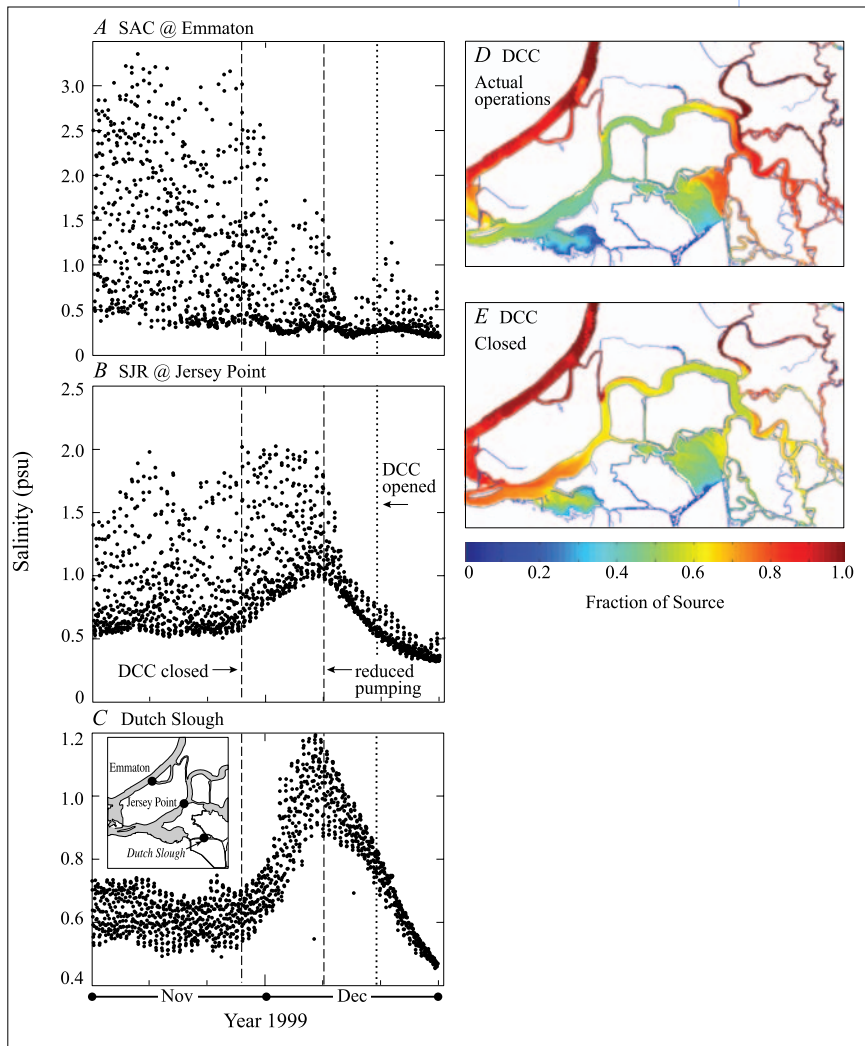 A SAC @ Emmaton
3.0
2.5
2.0
1.5
1.0
0.5
0
B SJR @ Jersey Point
2.5
2.0
1.5
1.0
0.5
0
DCC
opened
DCC closed
reduced
pumping
Salinity (psu)
C Dutch Slough
1.2
1.0
0.8
0.6
0.4
Emmaton
Jersey Point
Dutch Slough
Nov
Dec
Year 1999
D DCC
Actual
operations
E DCC
Closed
0 0.2 0.4 0.6 0.8 1.0
Fraction of Source